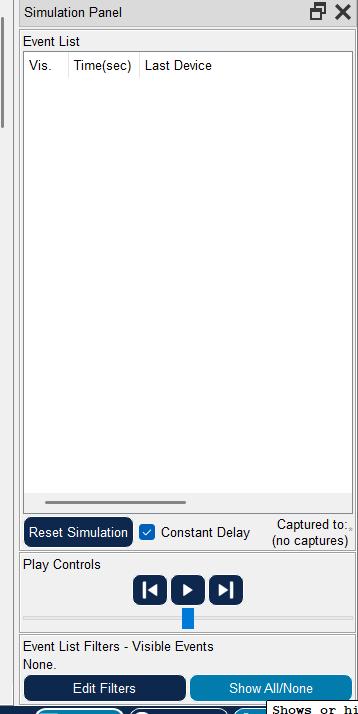 Simulation Panel
Event List
Vis. Time(sec) Last Device
Reset Simulation Constant Delay Captured to:
(no captures)
Play Controls
Event List Filters - Visible Events
None.
Edit Filters Show All/None
Shows or hi